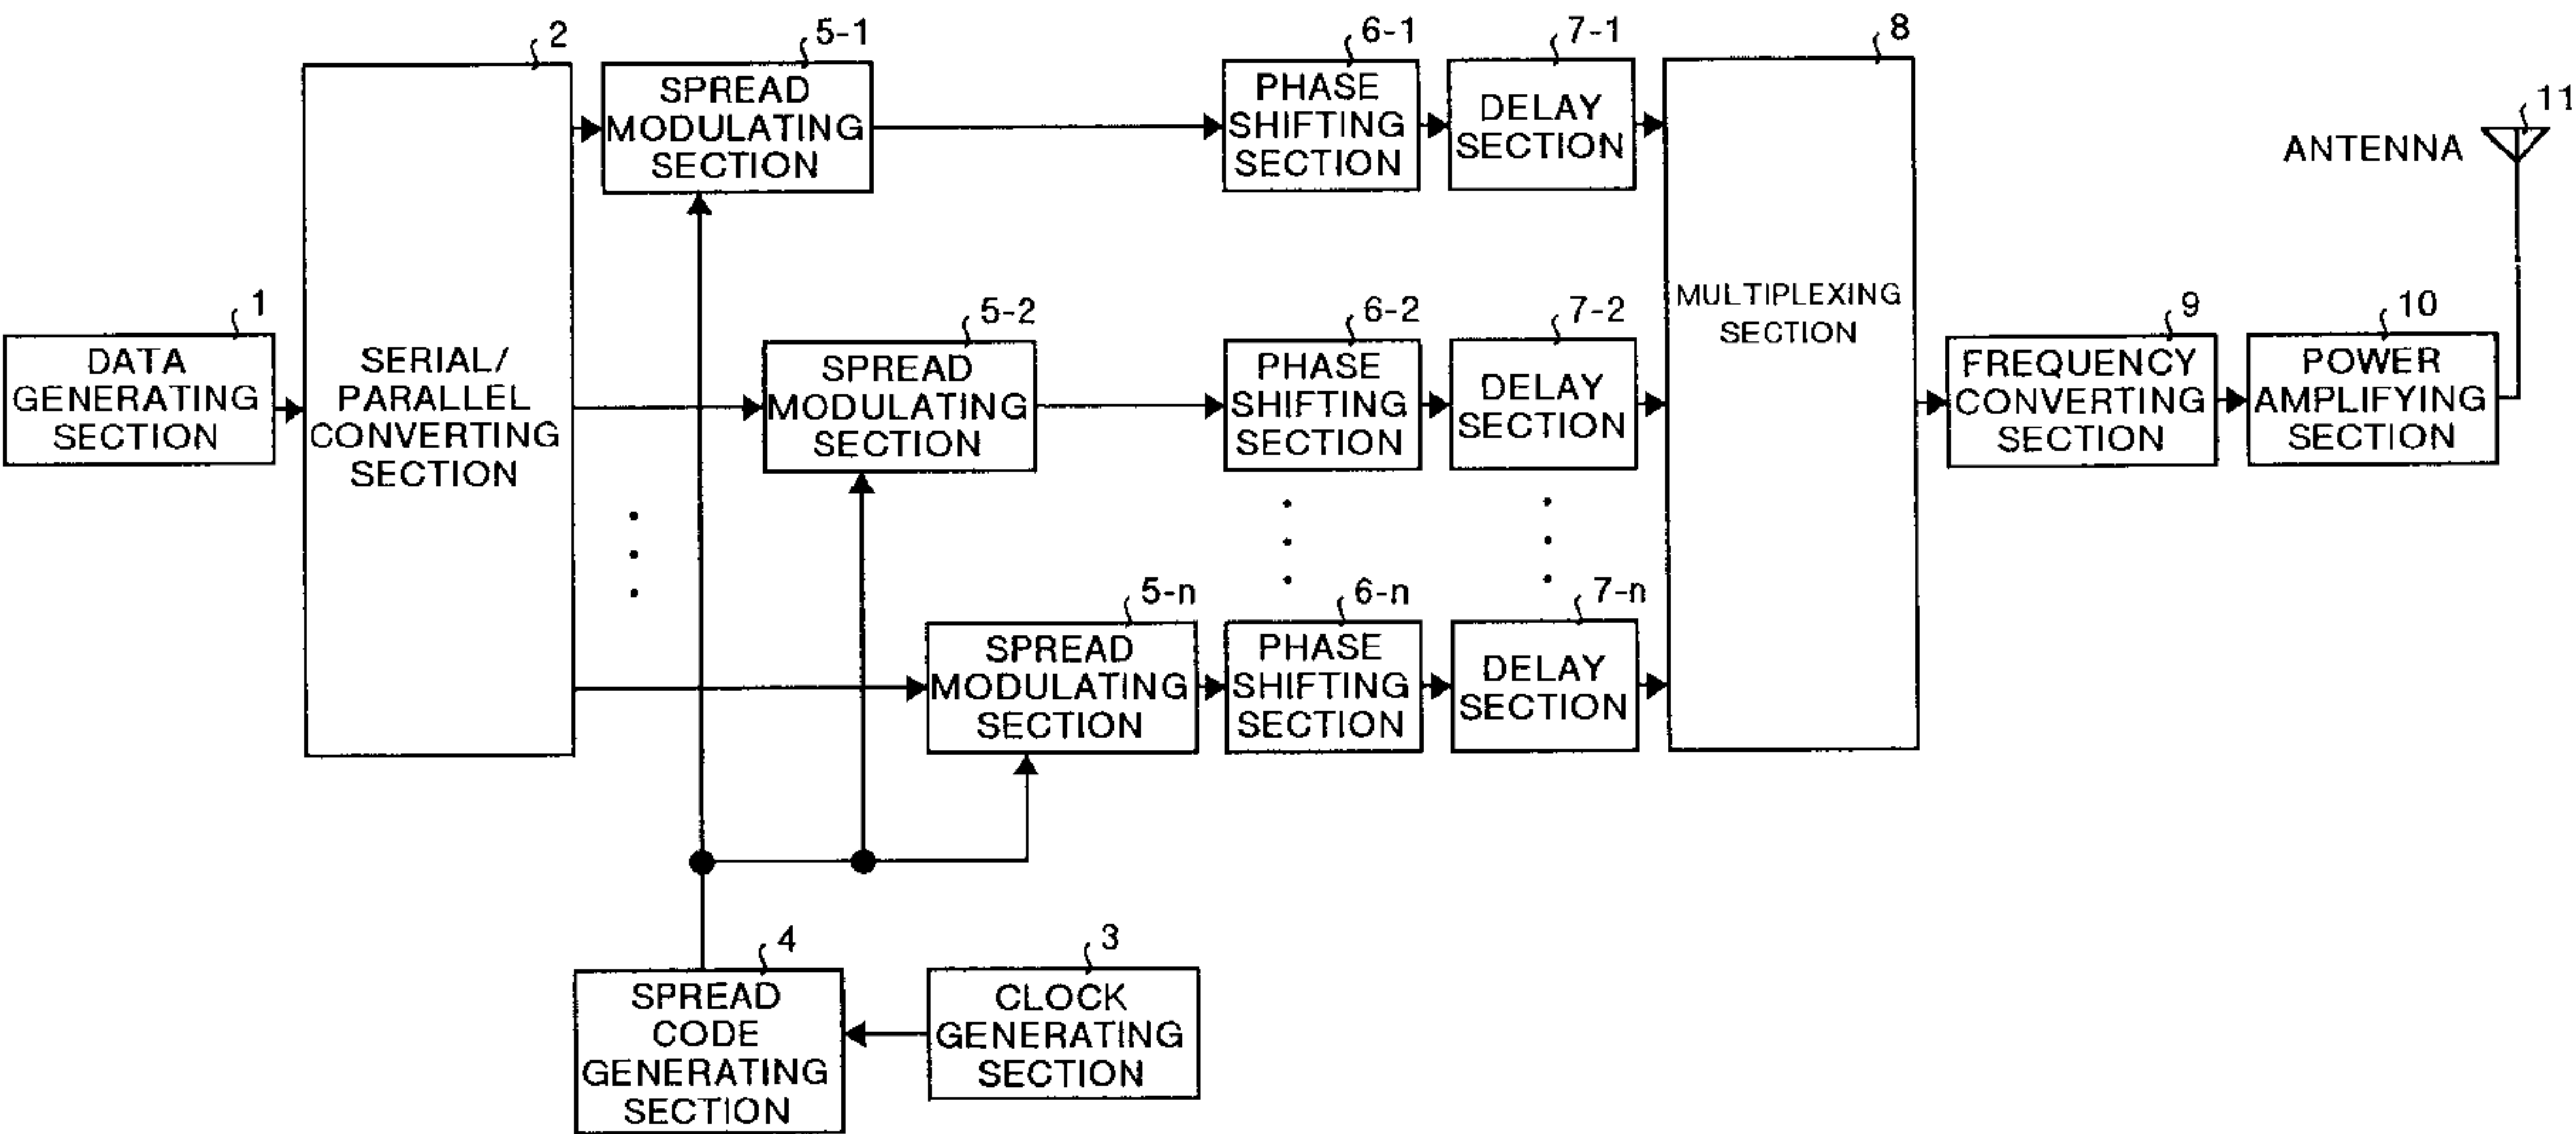 2
5-1
6-1
7-1
8
11
SPREAD
MODULATING
SECTION
PHASE
SHIFTING
SECTION
DELAY
SECTION
ANTENNA
1
5-2
6-2
7-2
MULTIPLEXING
SECTION
9
10
DATA
GENERATING
SECTION
SERIAL/
PARALLEL
CONVERTING
SECTION
SPREAD
MODULATING
SECTION
PHASE
SHIFTING
SECTION
DELAY
SECTION
FREQUENCY
CONVERTING
SECTION
POWER
AMPLIFYING
SECTION
5-n
6-n
7-n
SPREAD
MODULATING
SECTION
PHASE
SHIFTING
SECTION
DELAY
SECTION
4
3
SPREAD
CODE
GENERATING
SECTION
CLOCK
GENERATING
SECTION